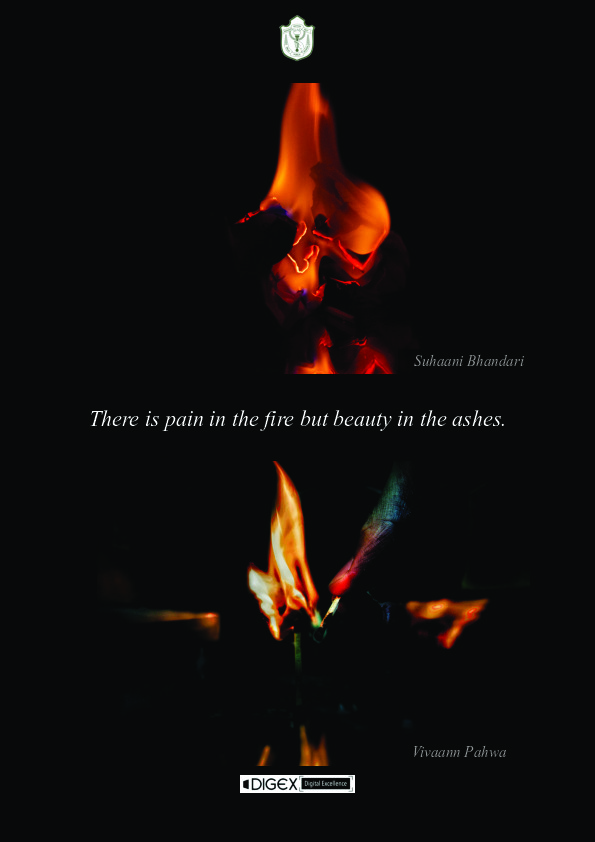 Suhaani Bhandari
There is pain in the fire but beauty in the ashes.
Vivaann Pahwa
DIGEX Digital Excellence